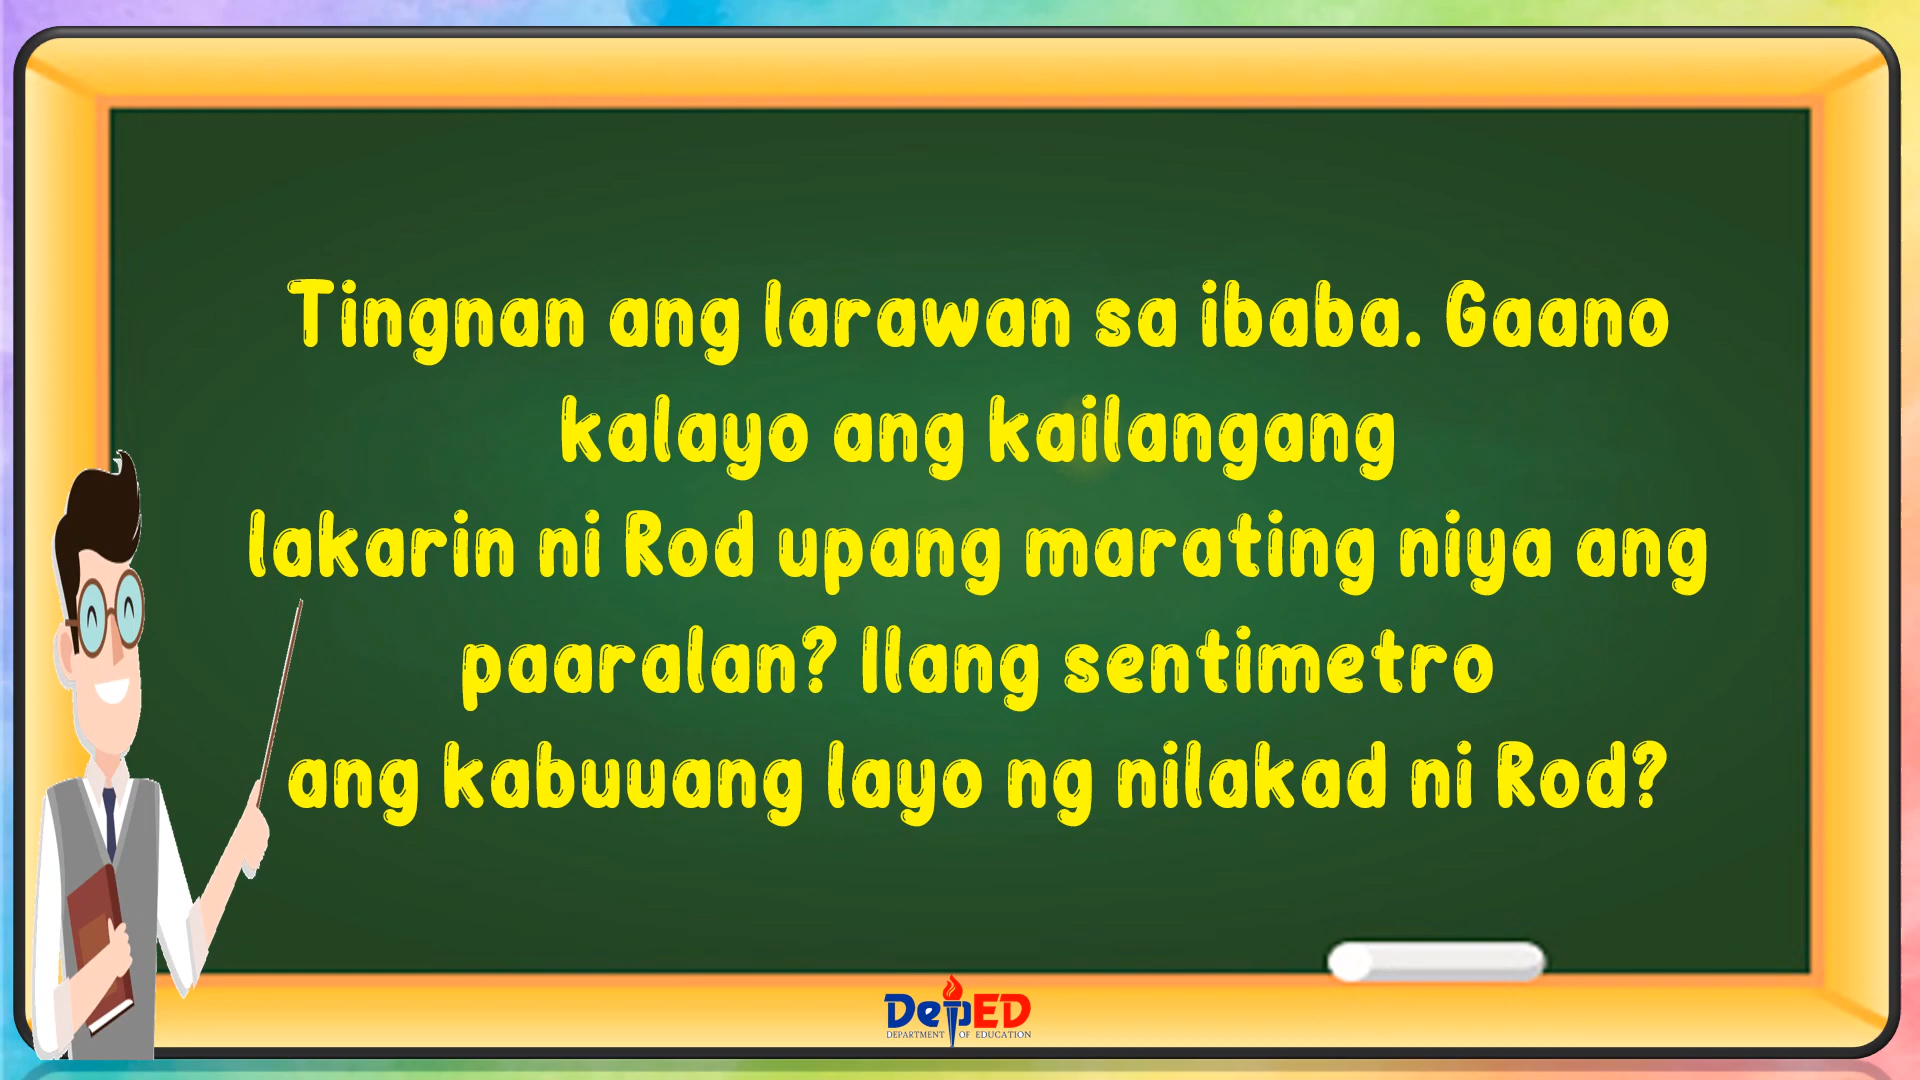 Tingnan ang larawan sa ibaba. Gaano
kalayo ang kailangang
lakarin ni Rod upang marating niya ang
paaralan? Ilang sentimetro
ang kabuuang layo ng nilakad ni Rod?
DepED
DEPARTMENT OF EDUCATION